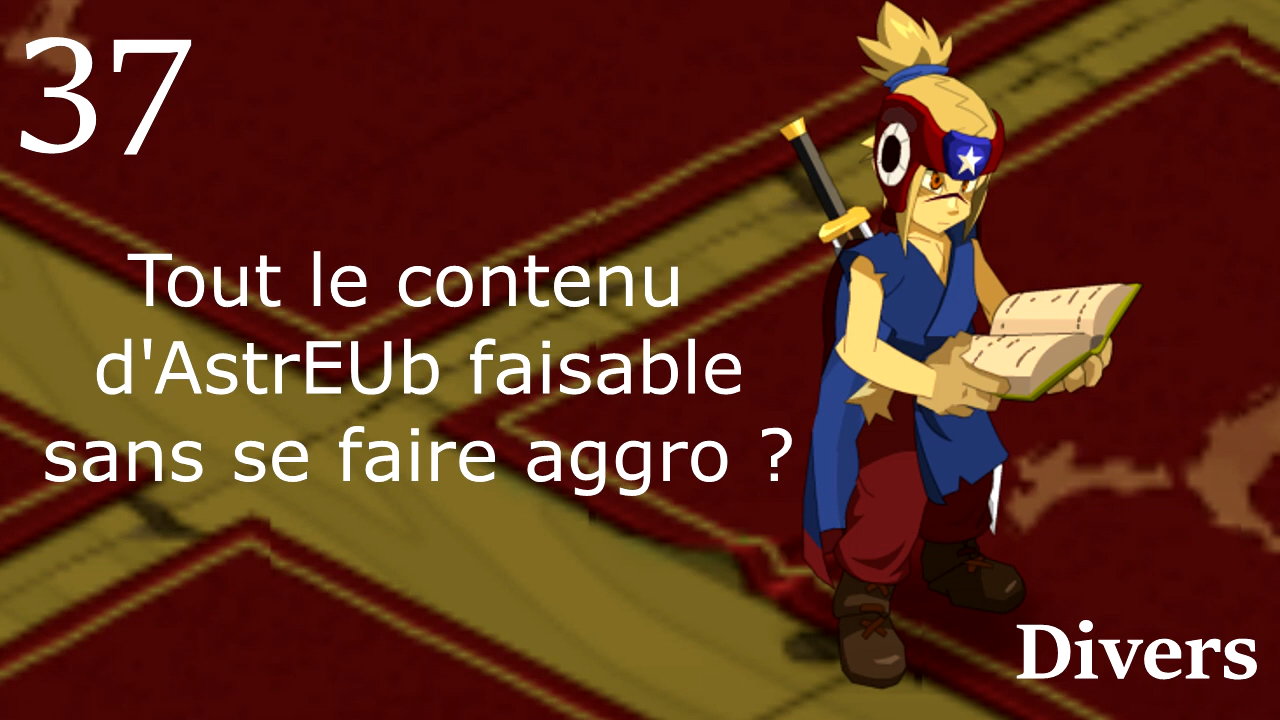 37
Tout le contenu
d'AstrEUb faisable
sans se faire aggro ?
Divers